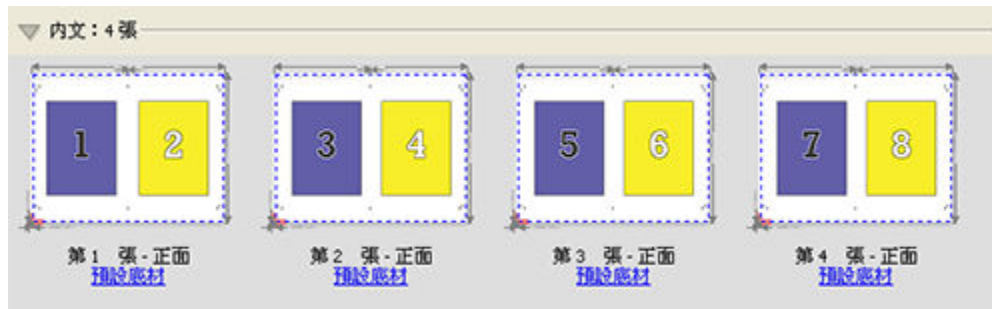 內文：4 張
1 2 3 4 5 6 7 8
第 1 張 - 正面 第 2 張 - 正面 第 3 張 - 正面 第 4 張 - 正面
預設底材 預設底材 預設底材 預設底材